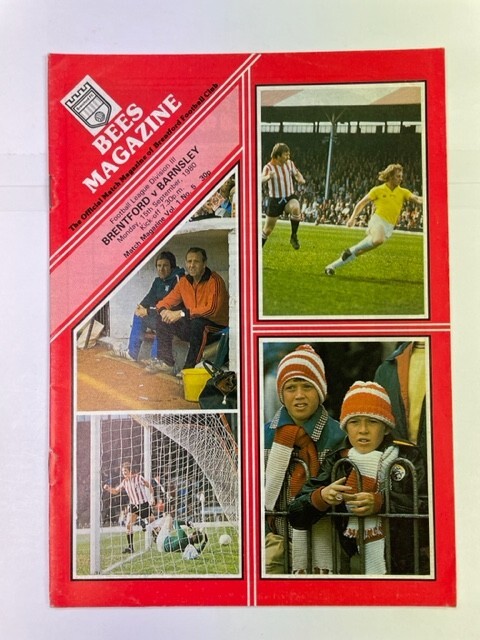 BEES
MAGAZINE
The Official Match Magazine of Brentford Football Club
Football League Division III
BRENTFORD v BARNSLEY
Monday, 15th September, 1980
Kick off 7.30p.m.
Match Magazine Vol 1 No. 5 30p